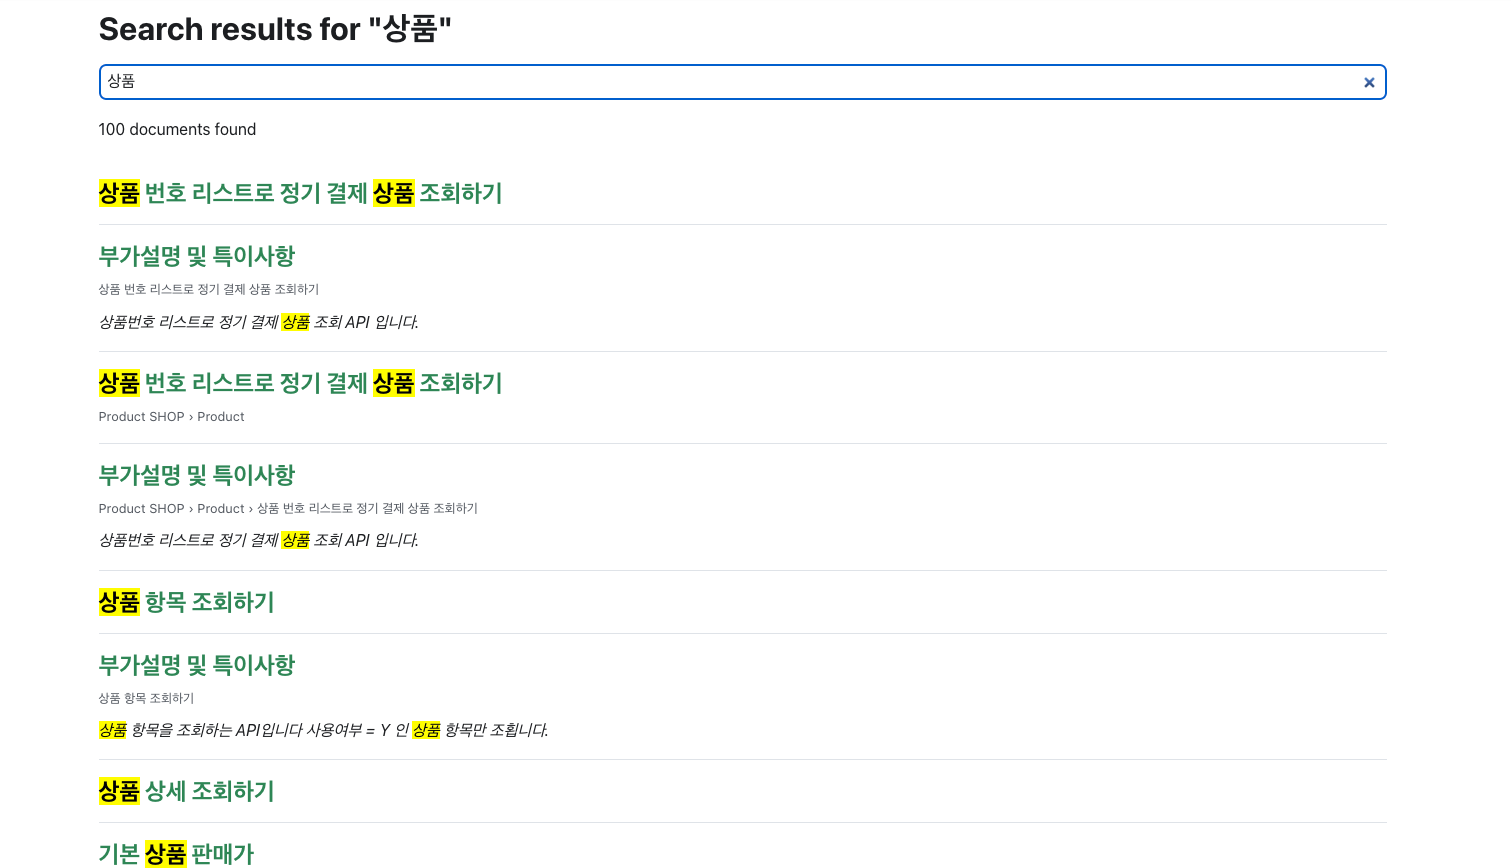 Search results for "상품"
상품
100 documents found
상품 번호 리스트로 정기 결제 상품 조회하기
부가설명 및 특이사항
상품 번호 리스트로 정기 결제 상품 조회하기
상품번호 리스트로 정기 결제 상품 조회 API 입니다.
상품 번호 리스트로 정기 결제 상품 조회하기
Product SHOP › Product
부가설명 및 특이사항
Product SHOP › Product › 상품 번호 리스트로 정기 결제 상품 조회하기
상품번호 리스트로 정기 결제 상품 조회 API 입니다.
상품 항목 조회하기
부가설명 및 특이사항
상품 항목 조회하기
상품 항목을 조회하는 API입니다 사용여부 = Y 인 상품 항목만 조회됩니다.
상품 상세 조회하기
기본 상품 판매가